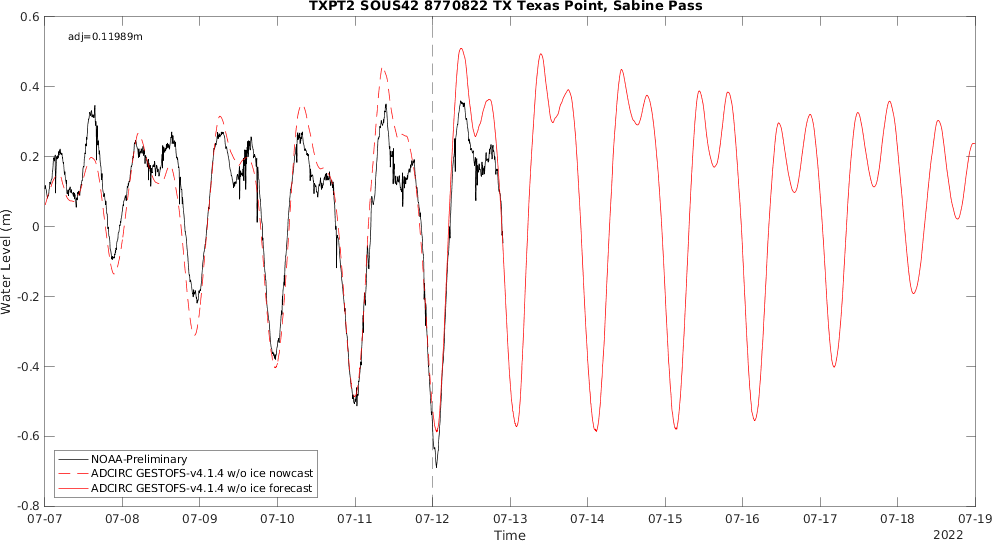 TXPT2 SOUS42 8770822 TX Texas Point, Sabine Pass
adj=0.11989m
0.6
0.4
0.2
0
-0.2
-0.4
-0.6
-0.8
Water Level (m)
NOAA-Preliminary
ADCIRC GESTOFS-v4.1.4 w/o ice nowcast
ADCIRC GESTOFS-v4.1.4 w/o ice forecast
07-07 07-08 07-09 07-10 07-11 07-12 07-13 07-14 07-15 07-16 07-17 07-18 07-19
Time
2022